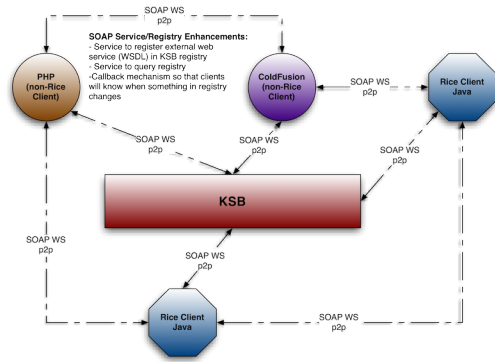 SOAP WS
p2p
SOAP Service/Registry Enhancements:
- Service to register external web
service (WSDL) in KSB registry
- Service to query registry
-Callback mechanism so that clients
will know when something in registry
changes
PHP
(non-Rice
Client)
ColdFusion
(non-Rice
Client)
SOAP WS
p2p
Rice Client
Java
SOAP WS
p2p
SOAP WS
p2p
SOAP WS
p2p
KSB
SOAP WS
p2p
SOAP WS
p2p
SOAP WS
p2p
Rice Client
Java
SOAP WS
p2p